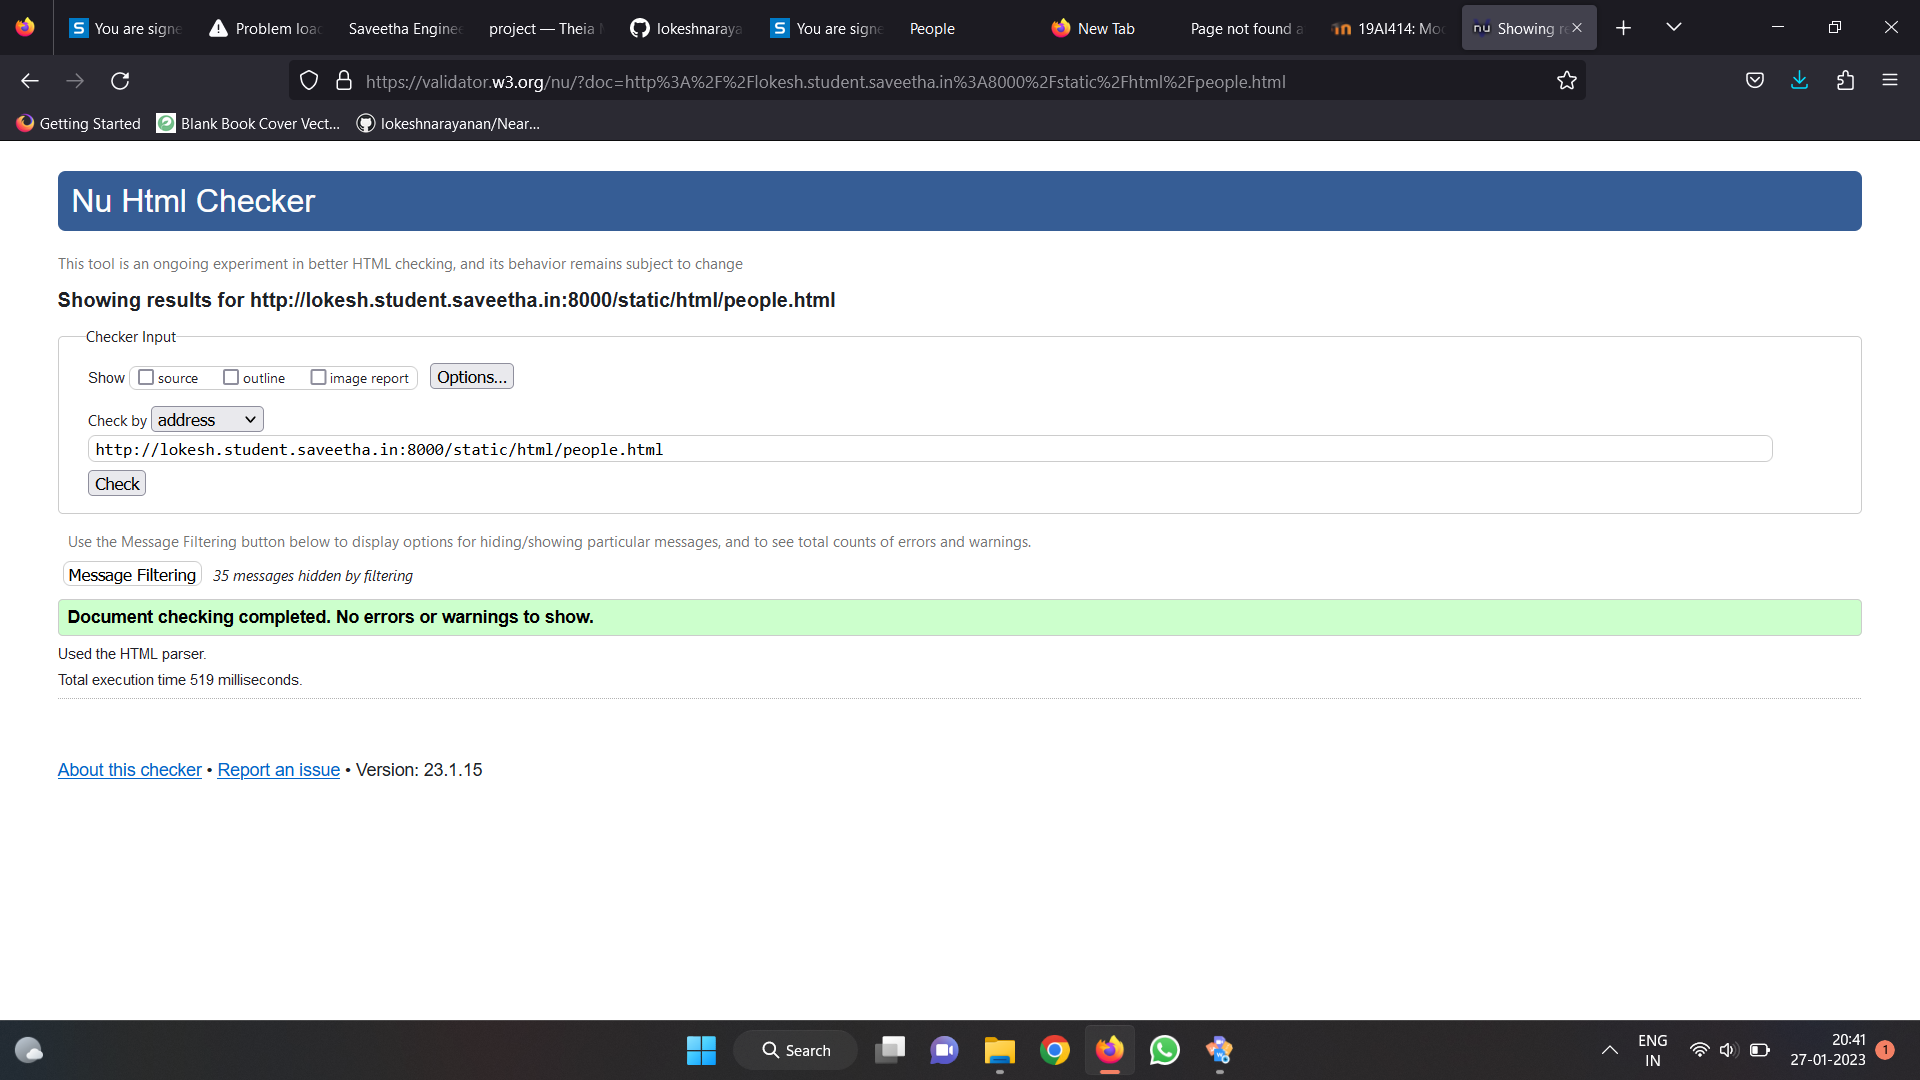 You are signe
Problem loa
Saveetha Engine
project — Theia
lokeshnaraya
You are signe
People
New Tab
Page not found a
19AI414: Mo
Showing re
https://validator.w3.org/nu/?doc=http%3A%2F%2Flokesh.student.saveetha.in%3A8000%2Fstatic%2Fhtml%2Fpeople.html
Getting Started
Blank Book Cover Vect...
lokeshnarayanan/Near...
Nu Html Checker
This tool is an ongoing experiment in better HTML checking, and its behavior remains subject to change
Showing results for http://lokesh.student.saveetha.in:8000/static/html/people.html
Checker Input
Show source outline image report Options...
Check by address
http://lokesh.student.saveetha.in:8000/static/html/people.html
Check
Use the Message Filtering button below to display options for hiding/showing particular messages, and to see total counts of errors and warnings.
Message Filtering 35 messages hidden by filtering
Document checking completed. No errors or warnings to show.
Used the HTML parser.
Total execution time 519 milliseconds.
About this checker • Report an issue • Version: 23.1.15
Search
ENG
IN
20:41
27-01-2023
1